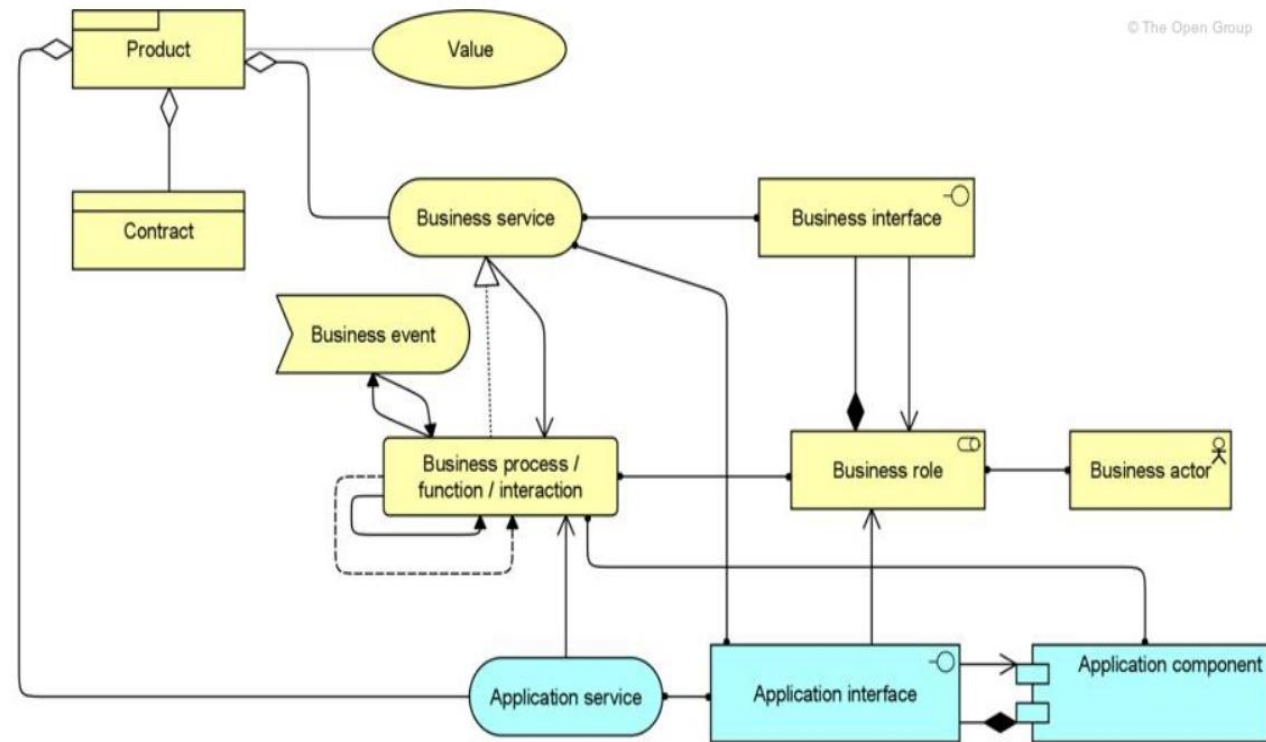 © The Open Group
Product
Value
Contract
Business service
Business interface
Business event
Business process /
function / interaction
Business role
Business actor
Application service
Application interface
Application component